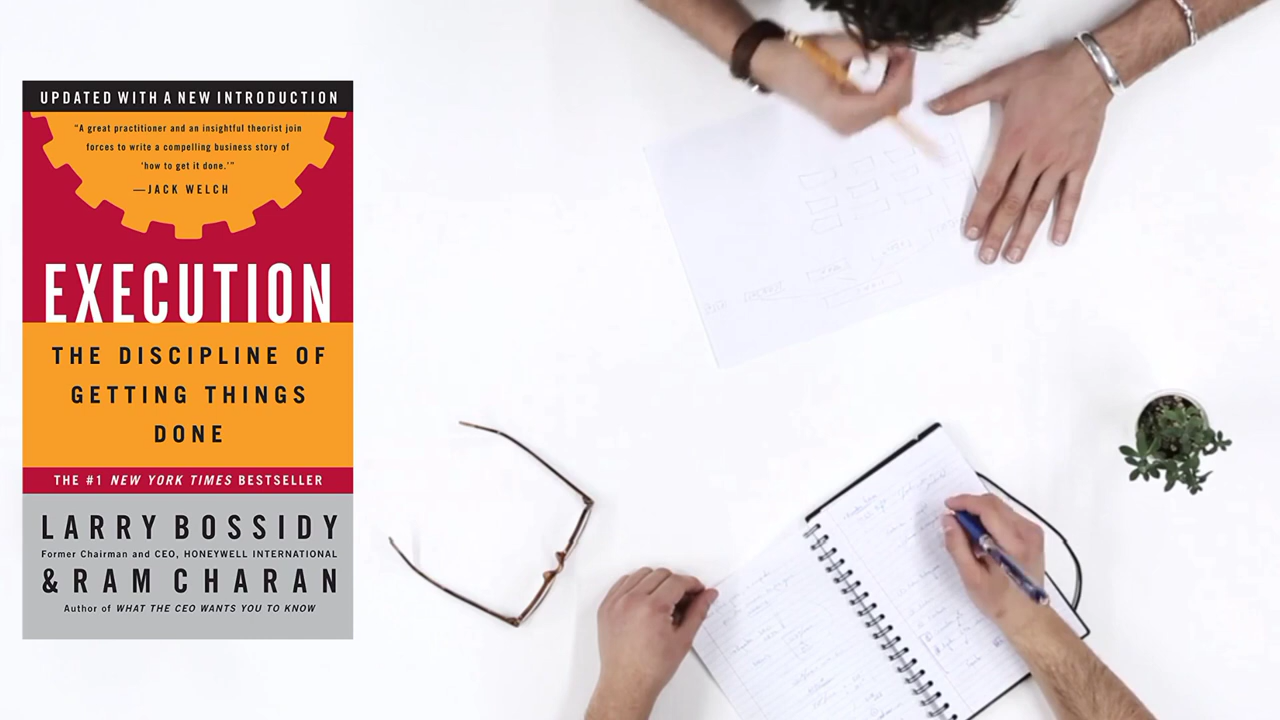 UPDATED WITH A NEW INTRODUCTION
"A great practitioner and an insightful theorist join
forces to write a compelling business story of
'how to get it done.'"
—JACK WELCH
EXECUTION
THE DISCIPLINE OF
GETTING THINGS
DONE
THE #1 NEW YORK TIMES BESTSELLER
LARRY BOSSIDY
Former Chairman and CEO, HONEYWELL INTERNATIONAL
& RAM CHARAN
Author of WHAT THE CEO WANTS YOU TO KNOW